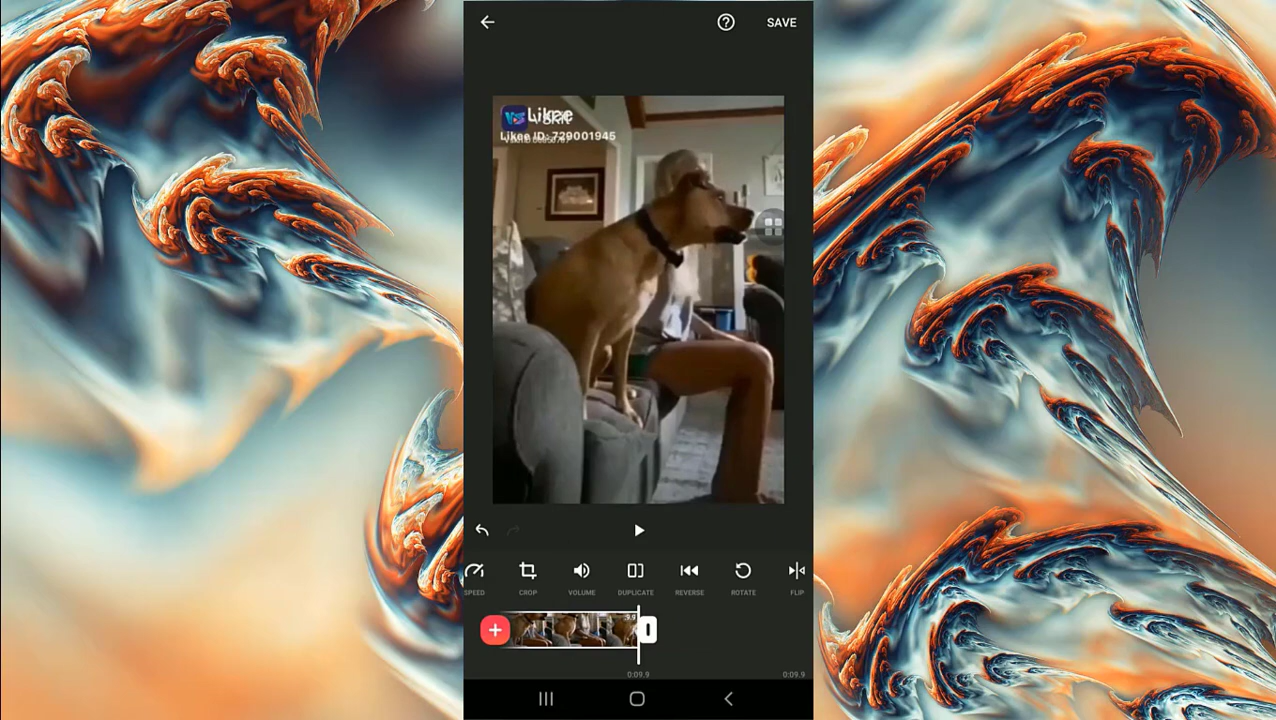 SAVE
Likee
Likee ID: 729001945
SPEED
CROP
VOLUME
DUPLICATE
REVERSE
ROTATE
FLIP
0:09.9
0:09.9